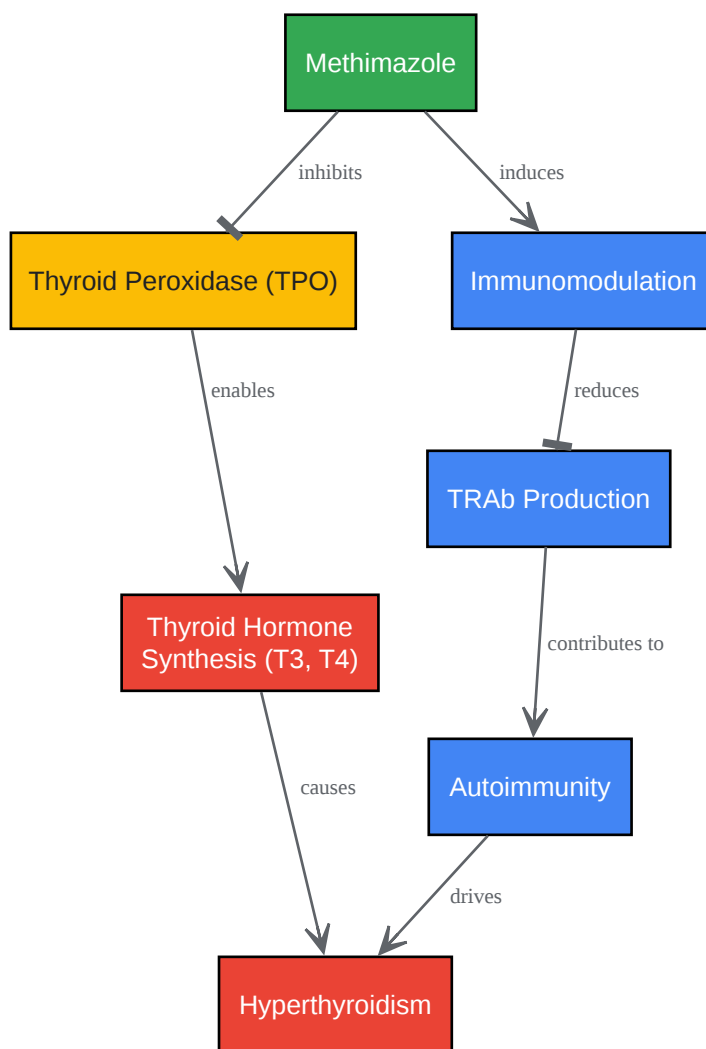 Methimazole
inhibits
induces
Thyroid Peroxidase (TPO)
Immunomodulation
enables
reduces
TRAb Production
Thyroid Hormone
Synthesis (T3, T4)
contributes to
causes
Autoimmunity
drives
Hyperthyroidism